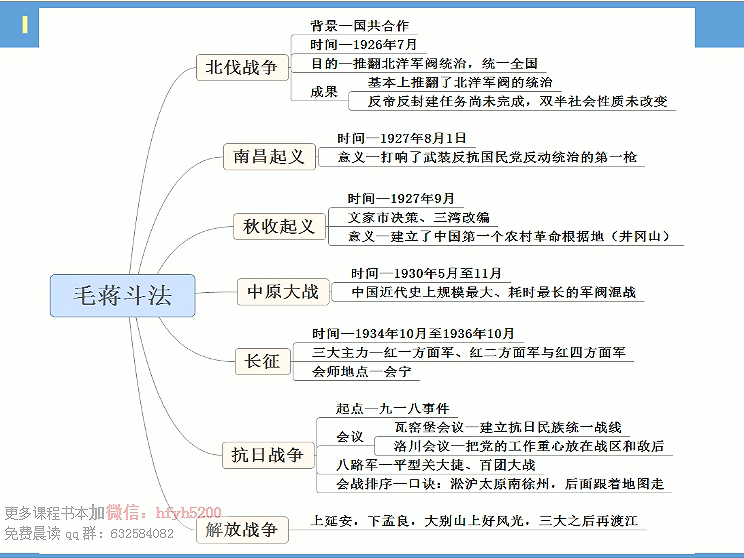 北伐战争
背景—国共合作
时间—1926年7月
目的—推翻北洋军阀统治，统一全国
成果
基本上推翻了北洋军阀的统治
反帝反封建任务尚未完成，双半社会性质未改变
南昌起义
时间—1927年8月1日
意义—打响了武装反抗国民党反动统治的第一枪
秋收起义
时间—1927年9月
文家市决策、三湾改编
意义—建立了中国第一个农村革命根据地（井冈山）
毛蒋斗法
中原大战
时间—1930年5月至11月
中国近代史上规模最大、耗时最长的军阀混战
长征
时间—1934年10月至1936年10月
三大主力—红一方面军、红二方面军与红四方面军
会师地点—会宁
抗日战争
起点—九一八事件
会议
瓦窑堡会议—建立抗日民族统一战线
洛川会议—把党的工作重心放在战区和敌后
八路军—平型关大捷、百团大战
会战排序—口诀：淞沪太原南徐州，后面跟着地图走
解放战争
上延安，下孟良，大别山上好风光，三大之后再渡江
更多课程书本加微信：hfyh5200
免费晨读qq群：632584082